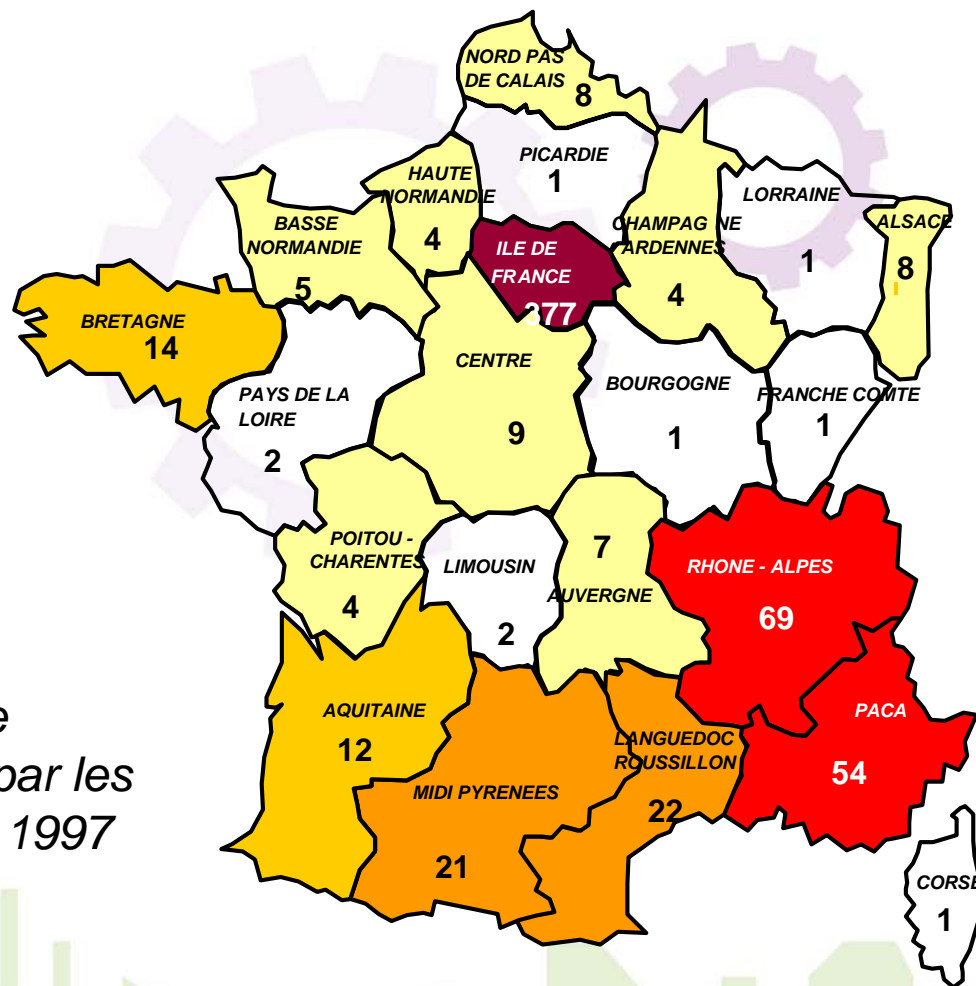 NORD PAS
DE CALAIS
8
PICARDIE
1
HAUTE
NORMANDIE
4
LORRAINE
1
BASSE
NORMANDIE
5
ILE DE
FRANCE
377
CHAMPAGNE
ARDENNES
4
ALSACE
8
BRETAGNE
14
CENTRE
9
BOURGOGNE
1
FRANCHE COMTE
1
PAYS DE LA
LOIRE
2
POITOU -
CHARENTES
4
LIMOUSIN
2
7
AUVERGNE
RHONE - ALPES
69
AQUITAINE
12
PACA
54
LANGUEDOC
ROUSSILLON
22
MIDI PYRENEES
21
e
par les
1997
CORSE
1